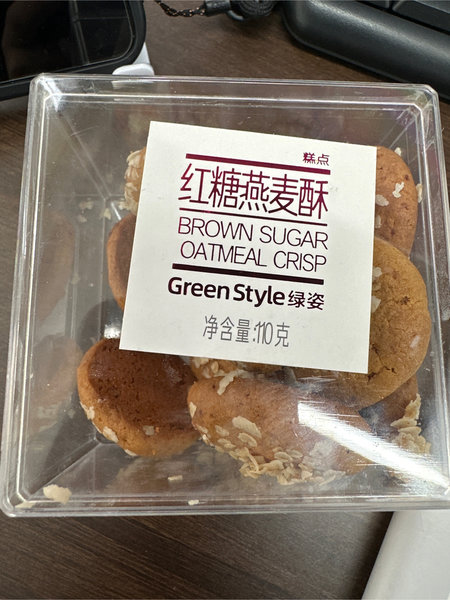 糕点
红糖燕麦酥
BROWN SUGAR
OATMEAL CRISP
Green Style 绿姿
净含量:110克